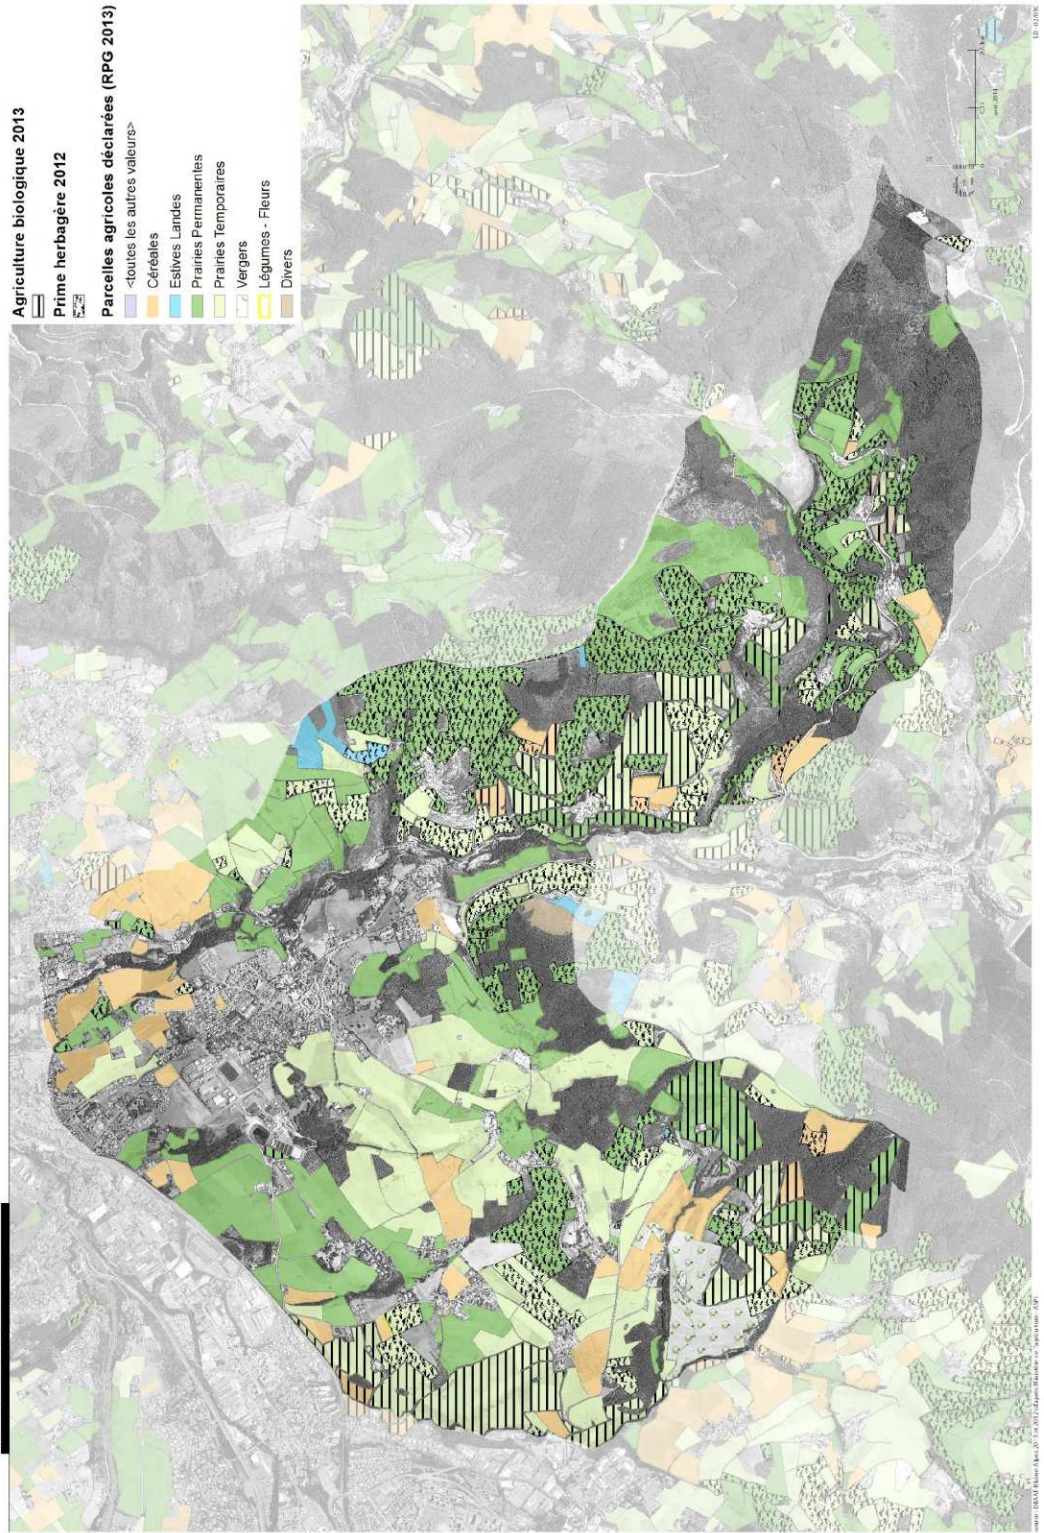 Agriculture biologique 2013
Prime herbagère 2012
Parcelles agricoles déclarées (RPG 2013)
<toutes les autres valeurs>
Céréales
Estives Landes
Prairies Permanentes
Prairies Temporaires
Vergers
Légumes - Fleurs
Divers